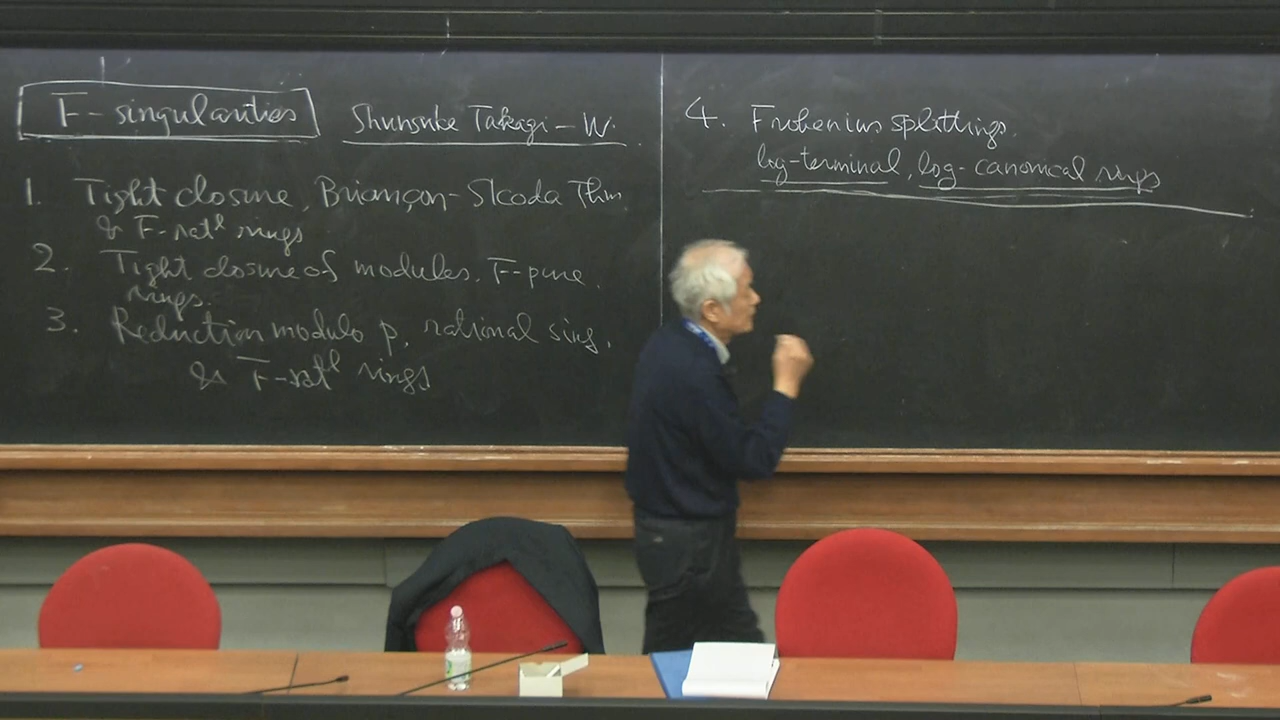 F-singularities Shunsuke Takagi - W.
1. Tight closure, Briançon-Skoda Thm
& F-rat'l rings
2. Tight closure of modules. F-pure
rings.
3. Reduction modulo p, rational sing.
& F-rat'l rings
4. Frobenius splittings.
log-terminal, log-canonical rings